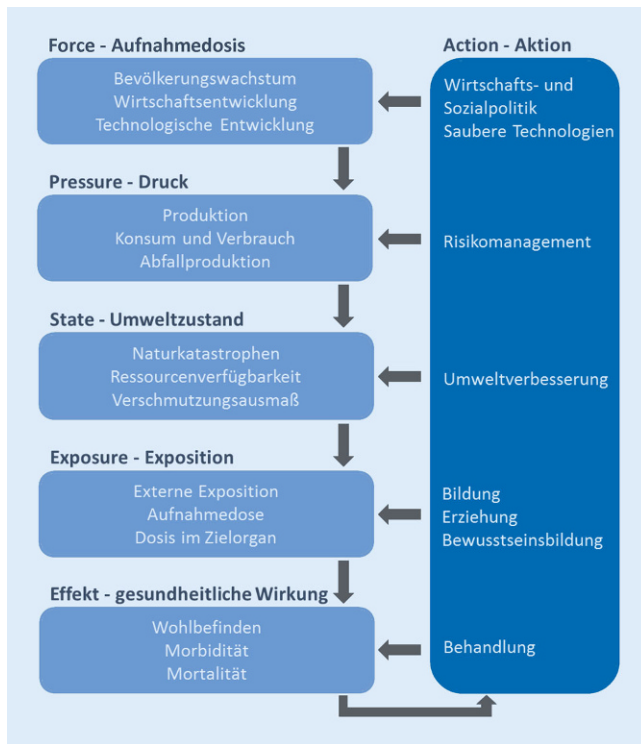 Force - Aufnahmedosis
Bevölkerungswachstum
Wirtschaftsentwicklung
Technologische Entwicklung
Pressure - Druck
Produktion
Konsum und Verbrauch
Abfallproduktion
State - Umweltzustand
Naturkatastrophen
Ressourcenverfügbarkeit
Verschmutzungsausmaß
Exposure - Exposition
Externe Exposition
Aufnahmedose
Dosis im Zielorgan
Effekt - gesundheitliche Wirkung
Wohlbefinden
Morbidität
Mortalität
Action - Aktion
Wirtschafts- und
Sozialpolitik
Saubere Technologien
Risikomanagement
Umweltverbesserung
Bildung
Erziehung
Bewusstseinsbildung
Behandlung